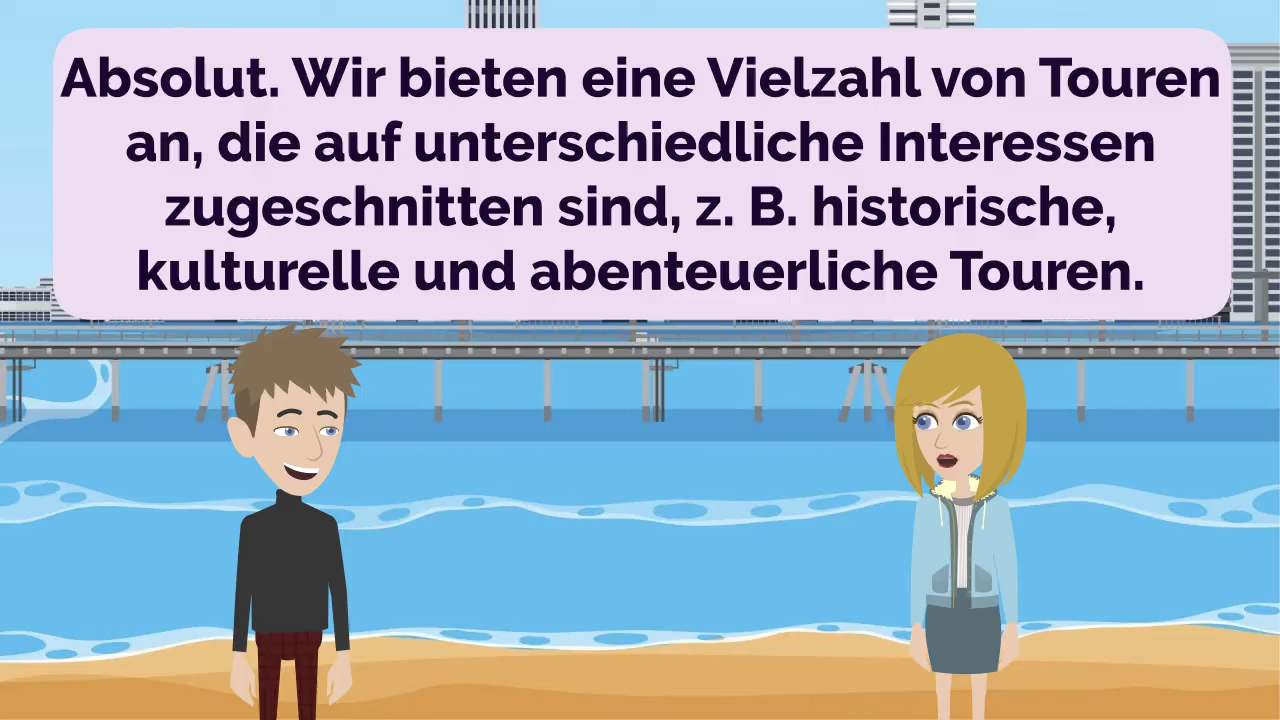 Absolut. Wir bieten eine Vielzahl von Touren
an, die auf unterschiedliche Interessen
zugeschnitten sind, z. B. historische,
kulturelle und abenteuerliche Touren.